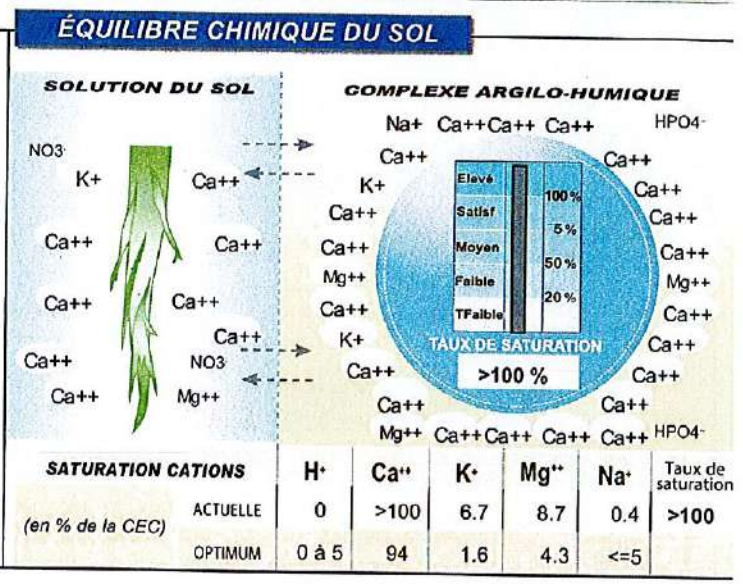 ÉQUILIBRE CHIMIQUE DU SOL
SOLUTION DU SOL
NO3-
K+
Ca++
Ca++
Ca++
Ca++
Ca++
Ca++
Ca++
NO3-
Ca++
Mg++
COMPLEXE ARGILO-HUMIQUE
Na+ Ca++ Ca++ Ca++ HPO4-
Ca++ Ca++
K+ Ca++
Ca++ Ca++
Ca++ Ca++
Mg++ Mg++
Ca++ Ca++
K+ Ca++
Ca++ Ca++
Ca++ Ca++
Mg++ Ca++ Ca++ Ca++ Ca++ HPO4-
Elevé
Satisf
Moyen
Faible
TFaible
100 %
5 %
50 %
20 %
TAUX DE SATURATION
>100 %
SATURATION CATIONS H+ Ca++ K+ Mg++ Na+ Taux de saturation
(en % de la CEC)
ACTUELLE 0 >100 6.7 8.7 0.4 >100
OPTIMUM 0 à 5 94 1.6 4.3 <=5